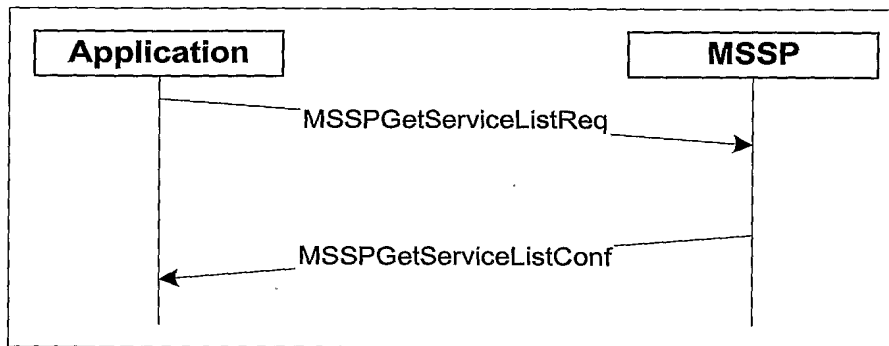 Application
MSSP
MSSPGetServiceListReq
MSSPGetServiceListConf